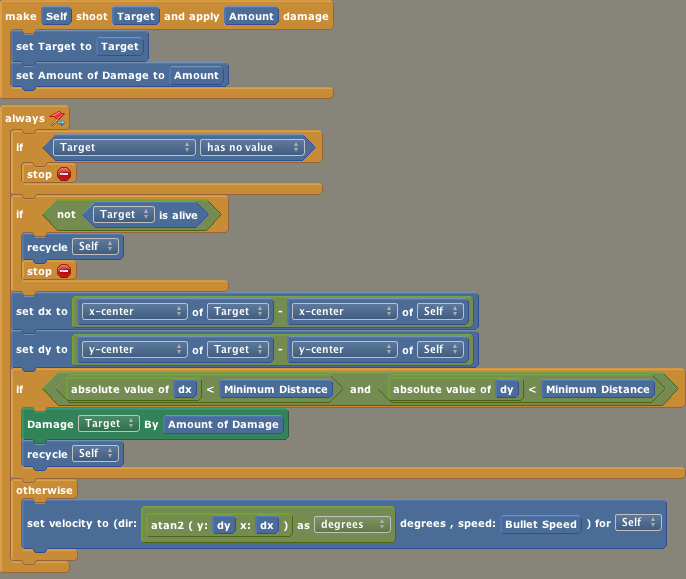 make Self shoot Target and apply Amount damage
set Target to Target
set Amount of Damage to Amount
always
if Target has no value
stop
if not Target is alive
recycle Self
stop
set dx to x-center of Target - x-center of Self
set dy to y-center of Target - y-center of Self
if absolute value of dx < Minimum Distance and absolute value of dy < Minimum Distance
Damage Target By Amount of Damage
recycle Self
otherwise
set velocity to (dir: atan2 ( y: dy x: dx ) as degrees degrees , speed: Bullet Speed ) for Self